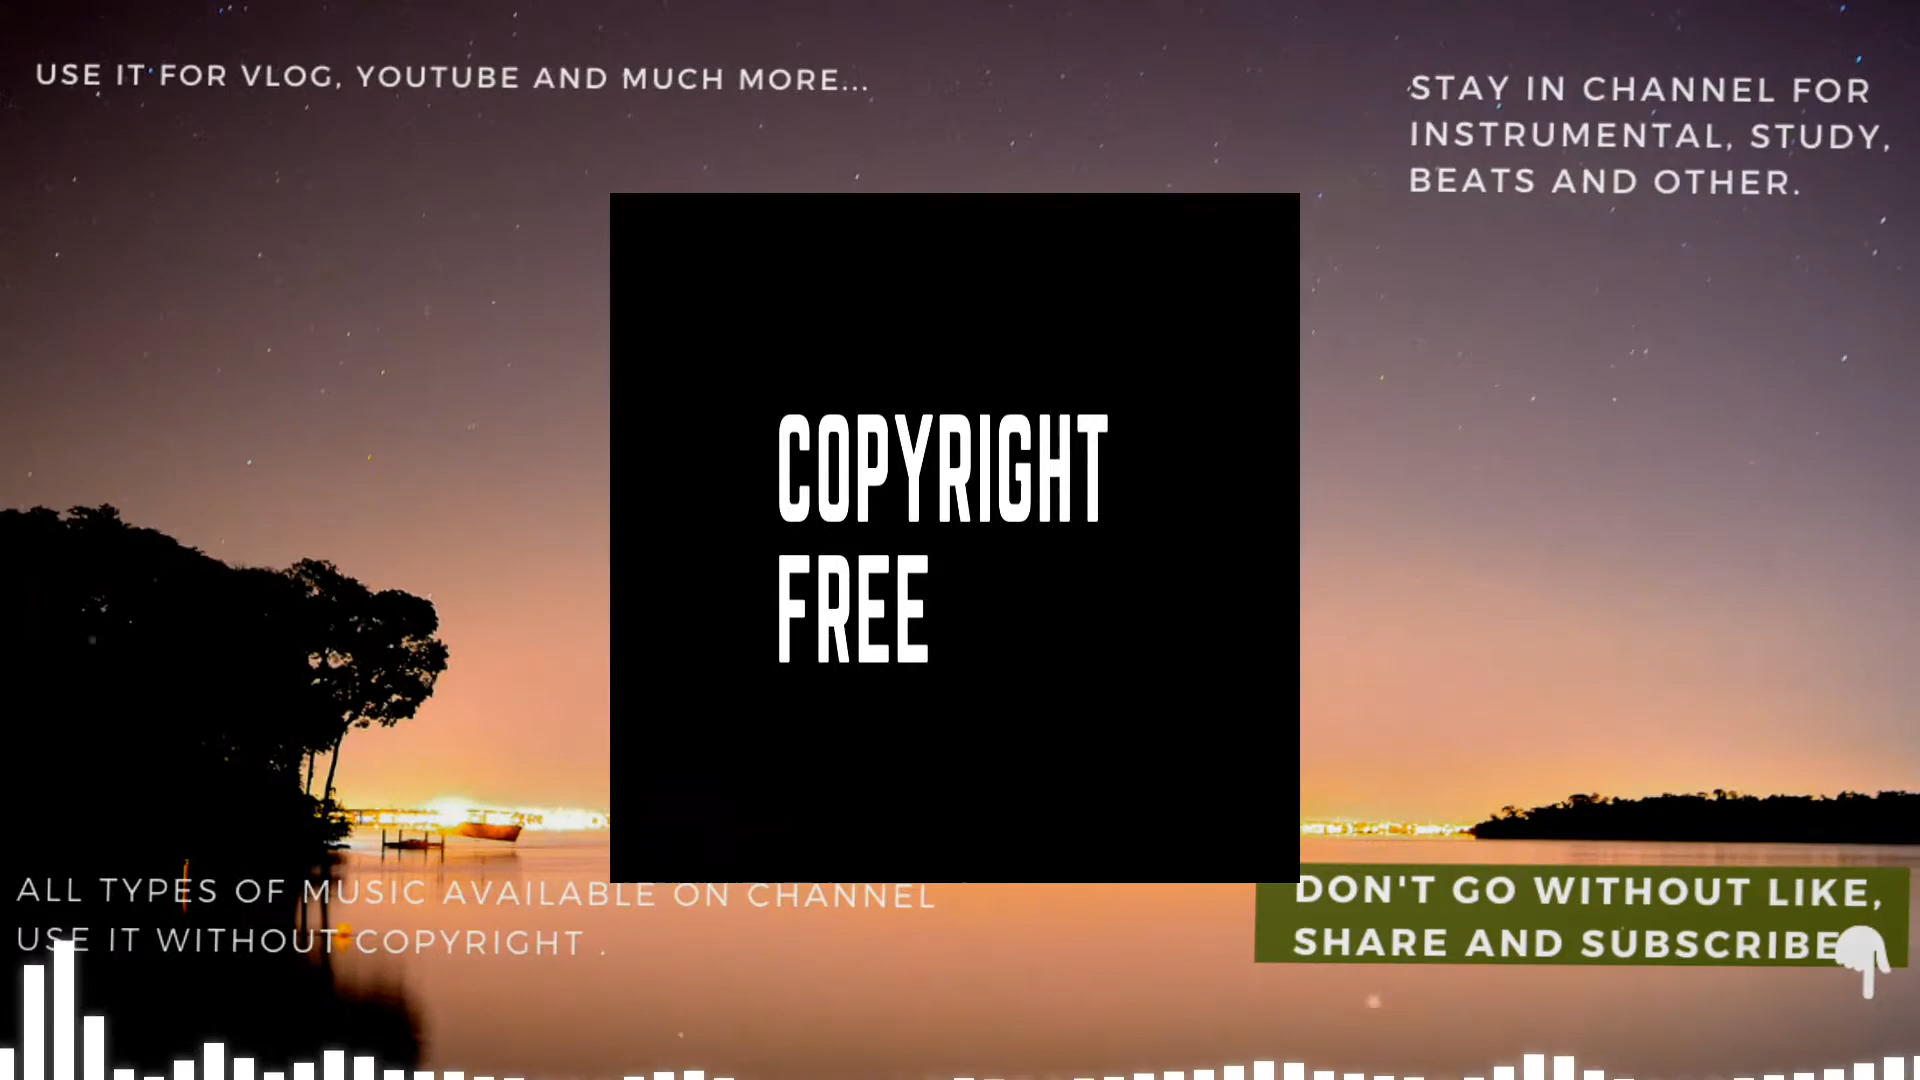 USE IT FOR VLOG, YOUTUBE AND MUCH MORE...
STAY IN CHANNEL FOR
INSTRUMENTAL, STUDY,
BEATS AND OTHER.
COPYRIGHT
FREE
ALL TYPES OF MUSIC AVAILABLE ON CHANNEL
USE IT WITHOUT COPYRIGHT .
DON'T GO WITHOUT LIKE,
SHARE AND SUBSCRIBE